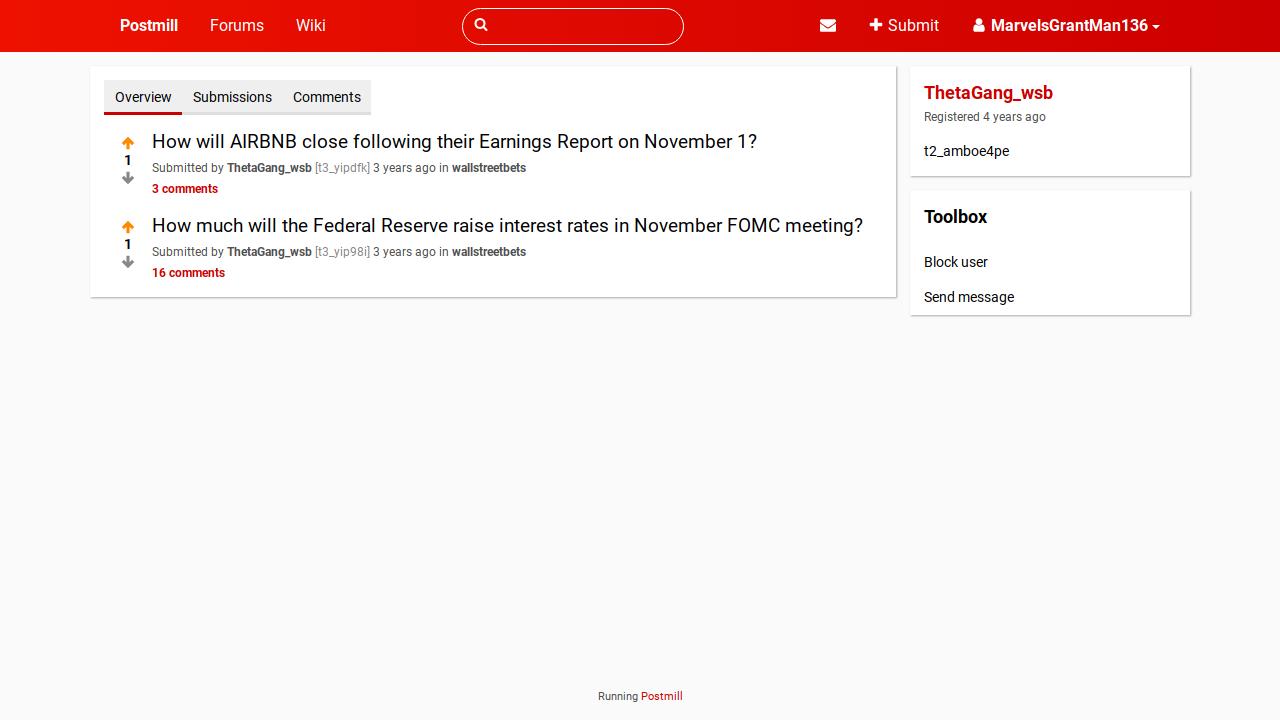 Postmill
Forums
Wiki
Submit
MarvelsGrantMan136
Overview
Submissions
Comments
1
How will AIRBNB close following their Earnings Report on November 1?
Submitted by ThetaGang_wsb [t3_yipdfk] 3 years ago in wallstreetbets
3 comments
1
How much will the Federal Reserve raise interest rates in November FOMC meeting?
Submitted by ThetaGang_wsb [t3_yip98i] 3 years ago in wallstreetbets
16 comments
ThetaGang_wsb
Registered 4 years ago
t2_amboe4pe
Toolbox
Block user
Send message
Running Postmill